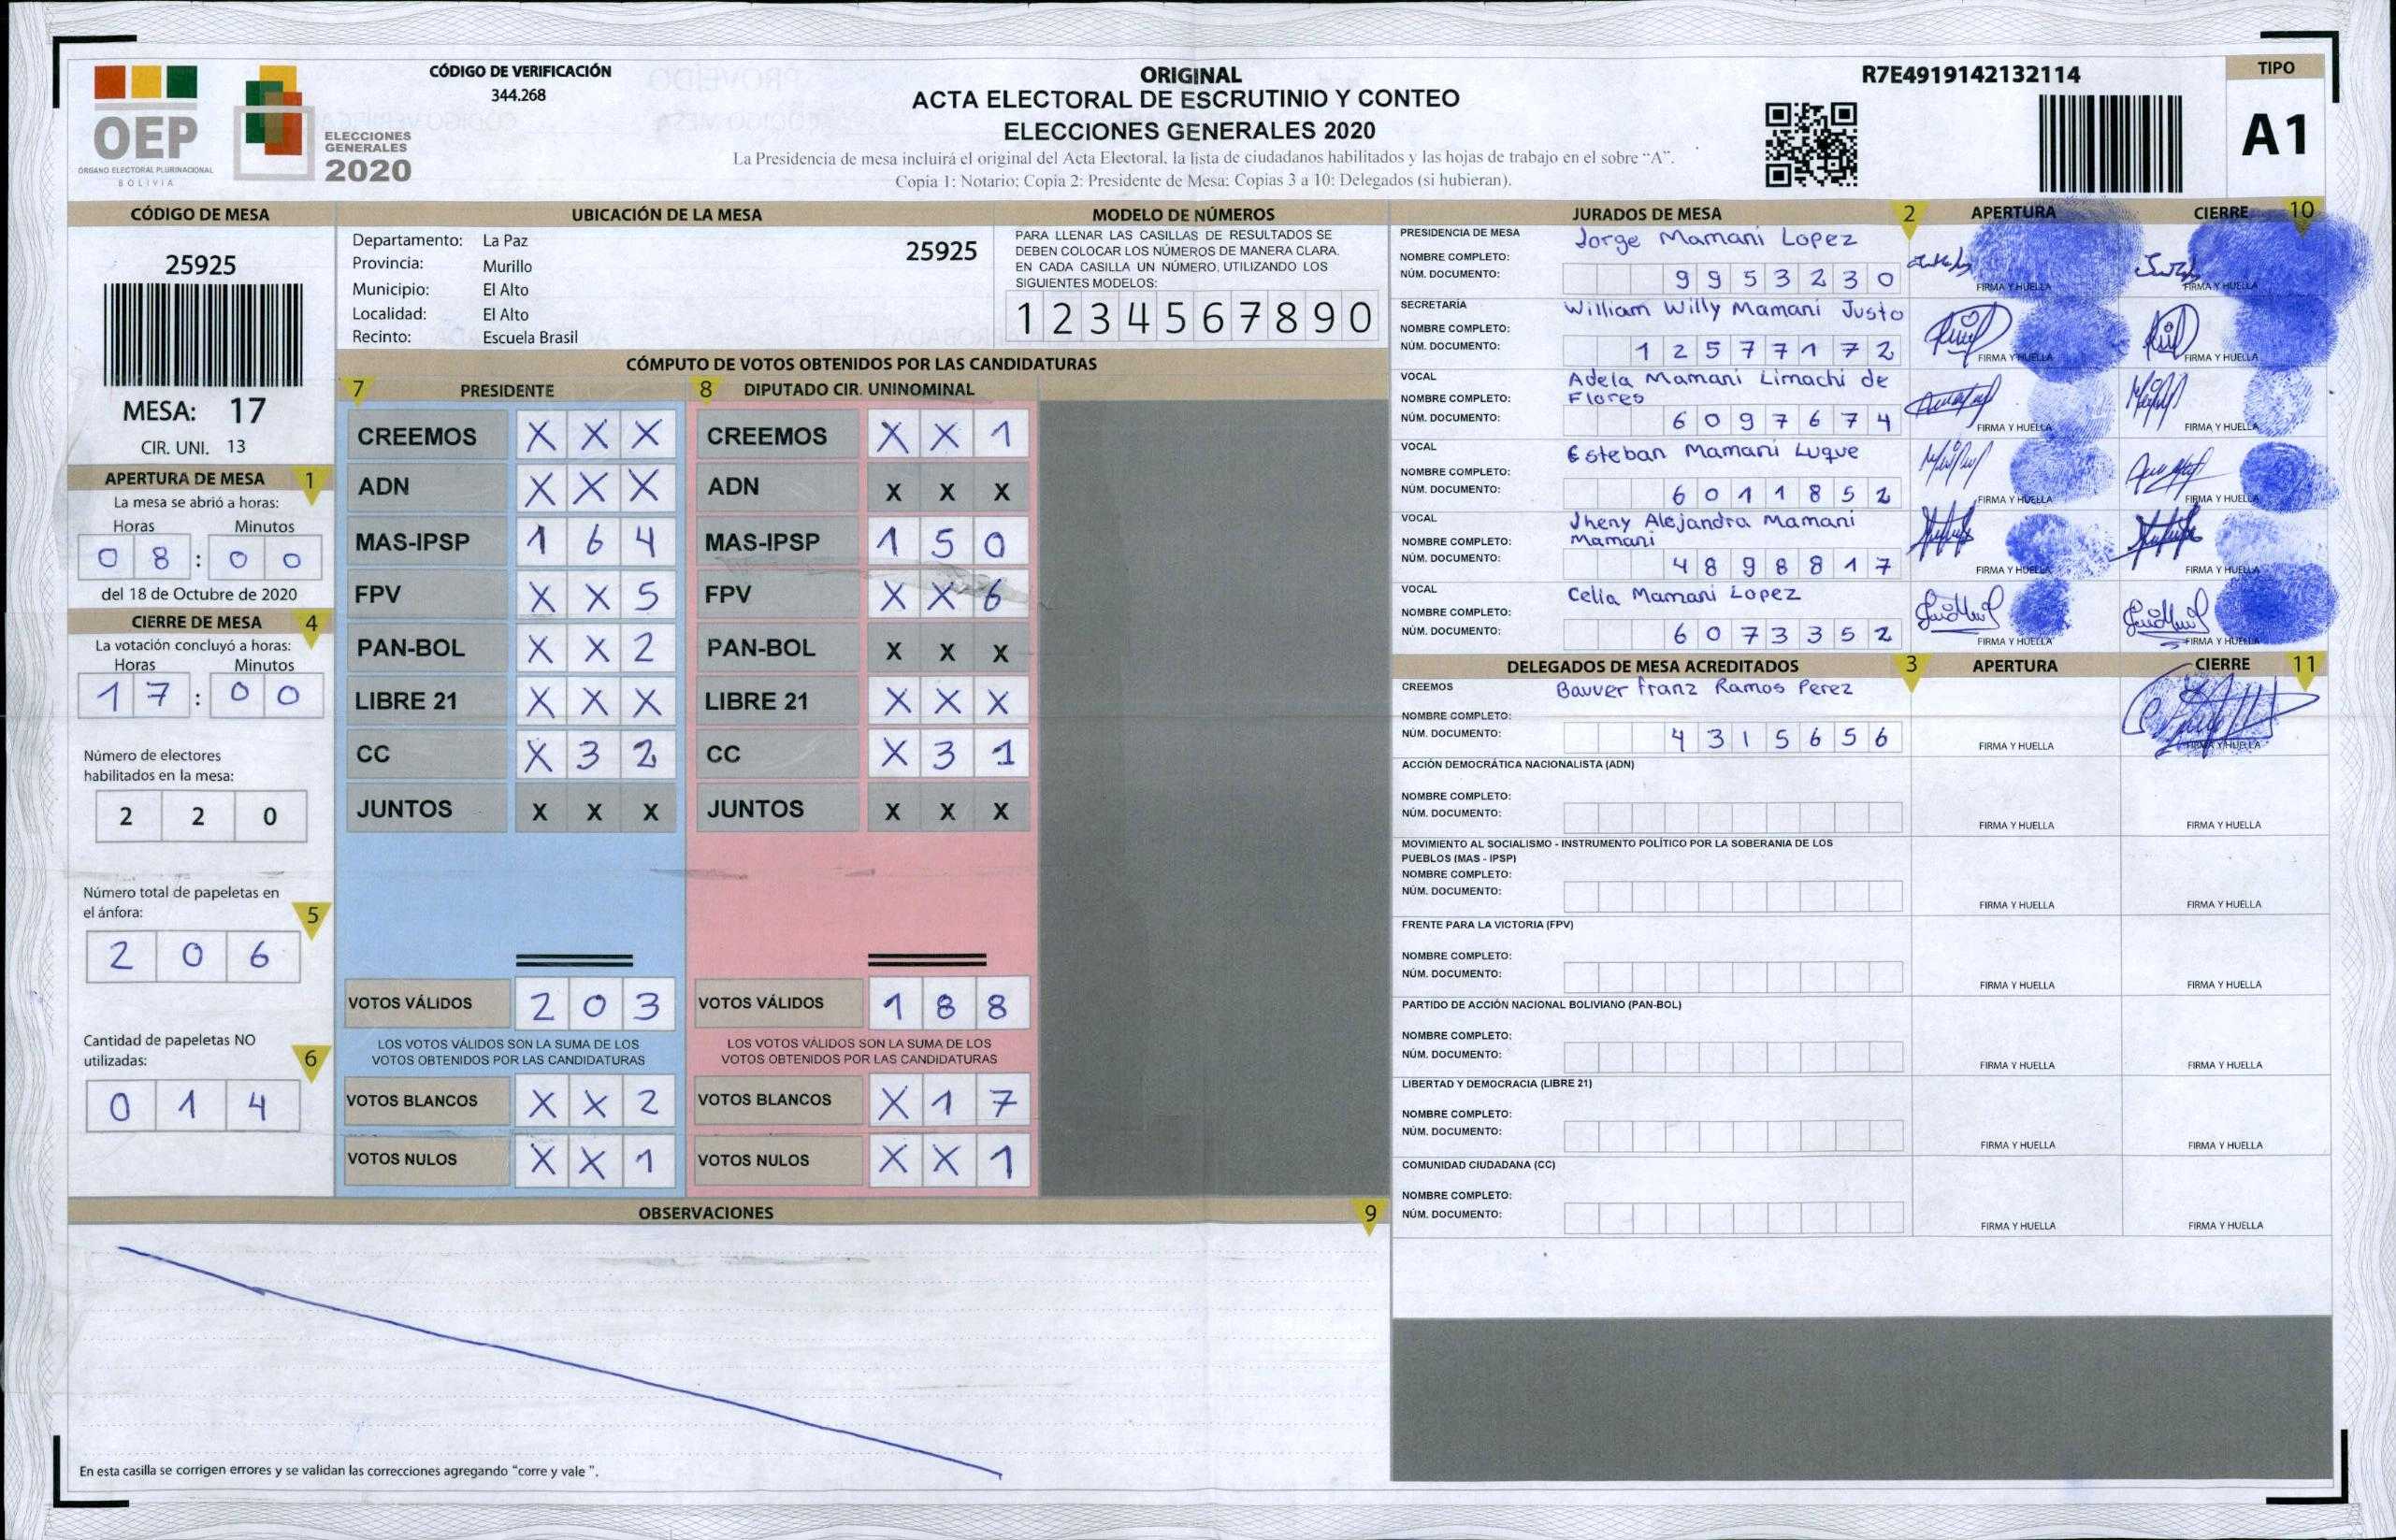 CÓDIGO DE VERIFICACIÓN
344.268
OEP
ÓRGANO ELECTORAL PLURINACIONAL
BOLIVIA
ELECCIONES
GENERALES
2020
ORIGINAL
ACTA ELECTORAL DE ESCRUTINIO Y CONTEO
ELECCIONES GENERALES 2020
La Presidencia de mesa incluirá el original del Acta Electoral, la lista de ciudadanos habilitados y las hojas de trabajo en el sobre “A”.
Copia 1: Notario; Copia 2: Presidente de Mesa; Copias 3 a 10: Delegados (si hubieran).
R7E4919142132114
TIPO
A1
CÓDIGO DE MESA
25925
MESA: 17
CIR. UNI. 13
APERTURA DE MESA 1
La mesa se abrió a horas:
Horas Minutos
0 8 : 0 0
del 18 de Octubre de 2020
CIERRE DE MESA 4
La votación concluyó a horas:
Horas Minutos
1 7 : 0 0
Número de electores
habilitados en la mesa:
2 2 0
Número total de papeletas en
el ánfora: 5
2 0 6
Cantidad de papeletas NO
utilizadas: 6
0 1 4
UBICACIÓN DE LA MESA
Departamento: La Paz 25925
Provincia: Murillo
Municipio: El Alto
Localidad: El Alto
Recinto: Escuela Brasil
MODELO DE NÚMEROS
PARA LLENAR LAS CASILLAS DE RESULTADOS SE
DEBEN COLOCAR LOS NÚMEROS DE MANERA CLARA.
EN CADA CASILLA UN NÚMERO, UTILIZANDO LOS
SIGUIENTES MODELOS:
1 2 3 4 5 6 7 8 9 0
CÓMPUTO DE VOTOS OBTENIDOS POR LAS CANDIDATURAS
7 PRESIDENTE
CREEMOS X X X
ADN X X X
MAS-IPSP 1 6 4
FPV X X 5
PAN-BOL X X 2
LIBRE 21 X X X
CC X 3 2
JUNTOS X X X
VOTOS VÁLIDOS 2 0 3
LOS VOTOS VÁLIDOS SON LA SUMA DE LOS
VOTOS OBTENIDOS POR LAS CANDIDATURAS
VOTOS BLANCOS X X 2
VOTOS NULOS X X 1
8 DIPUTADO CIR. UNINOMINAL
CREEMOS X X 1
ADN X X X
MAS-IPSP 1 5 0
FPV X X 6
PAN-BOL X X X
LIBRE 21 X X X
CC X 3 1
JUNTOS X X X
VOTOS VÁLIDOS 1 8 8
LOS VOTOS VÁLIDOS SON LA SUMA DE LOS
VOTOS OBTENIDOS POR LAS CANDIDATURAS
VOTOS BLANCOS X 1 7
VOTOS NULOS X X 1
OBSERVACIONES 9
En esta casilla se corrigen errores y se validan las correcciones agregando “corre y vale”.
JURADOS DE MESA 2 APERTURA CIERRE 10
PRESIDENCIA DE MESA Jorge Mamani Lopez
NOMBRE COMPLETO:
NÚM. DOCUMENTO: 9 9 5 3 2 3 0 FIRMA Y HUELLA FIRMA Y HUELLA
SECRETARÍA William Willy Mamani Justo
NOMBRE COMPLETO:
NÚM. DOCUMENTO: 1 2 5 7 7 1 7 2 FIRMA Y HUELLA FIRMA Y HUELLA
VOCAL Adela Mamani Limachi de
NOMBRE COMPLETO: Flores
NÚM. DOCUMENTO: 6 0 9 7 6 7 4 FIRMA Y HUELLA FIRMA Y HUELLA
VOCAL Esteban Mamani Luque
NOMBRE COMPLETO:
NÚM. DOCUMENTO: 6 0 1 1 8 5 2 FIRMA Y HUELLA FIRMA Y HUELLA
VOCAL Jheny Alejandra Mamani
NOMBRE COMPLETO: Mamani
NÚM. DOCUMENTO: 4 8 9 8 8 1 7 FIRMA Y HUELLA FIRMA Y HUELLA
VOCAL Celia Mamani Lopez
NOMBRE COMPLETO:
NÚM. DOCUMENTO: 6 0 7 3 3 5 2 FIRMA Y HUELLA FIRMA Y HUELLA
DELEGADOS DE MESA ACREDITADOS 3 APERTURA CIERRE 11
CREEMOS Bauver Franz Ramos Perez
NOMBRE COMPLETO:
NÚM. DOCUMENTO: 4 3 1 5 6 5 6 FIRMA Y HUELLA FIRMA Y HUELLA
ACCIÓN DEMOCRÁTICA NACIONALISTA (ADN)
NOMBRE COMPLETO:
NÚM. DOCUMENTO: FIRMA Y HUELLA FIRMA Y HUELLA
MOVIMIENTO AL SOCIALISMO - INSTRUMENTO POLÍTICO POR LA SOBERANIA DE LOS
PUEBLOS (MAS - IPSP)
NOMBRE COMPLETO:
NÚM. DOCUMENTO: FIRMA Y HUELLA FIRMA Y HUELLA
FRENTE PARA LA VICTORIA (FPV)
NOMBRE COMPLETO:
NÚM. DOCUMENTO: FIRMA Y HUELLA FIRMA Y HUELLA
PARTIDO DE ACCIÓN NACIONAL BOLIVIANO (PAN-BOL)
NOMBRE COMPLETO:
NÚM. DOCUMENTO: FIRMA Y HUELLA FIRMA Y HUELLA
LIBERTAD Y DEMOCRACIA (LIBRE 21)
NOMBRE COMPLETO:
NÚM. DOCUMENTO: FIRMA Y HUELLA FIRMA Y HUELLA
COMUNIDAD CIUDADANA (CC)
NOMBRE COMPLETO:
NÚM. DOCUMENTO: FIRMA Y HUELLA FIRMA Y HUELLA